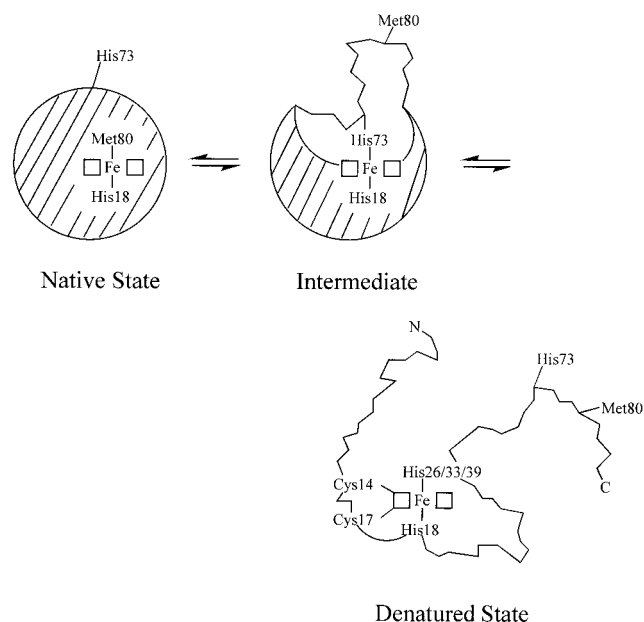 Met80
His73
Met80
Fe
His18
His73
Fe
His18
Native State
Intermediate
N
His73
Met80
His26/33/39
Cys14
Fe
C
Cys17
His18
Denatured State